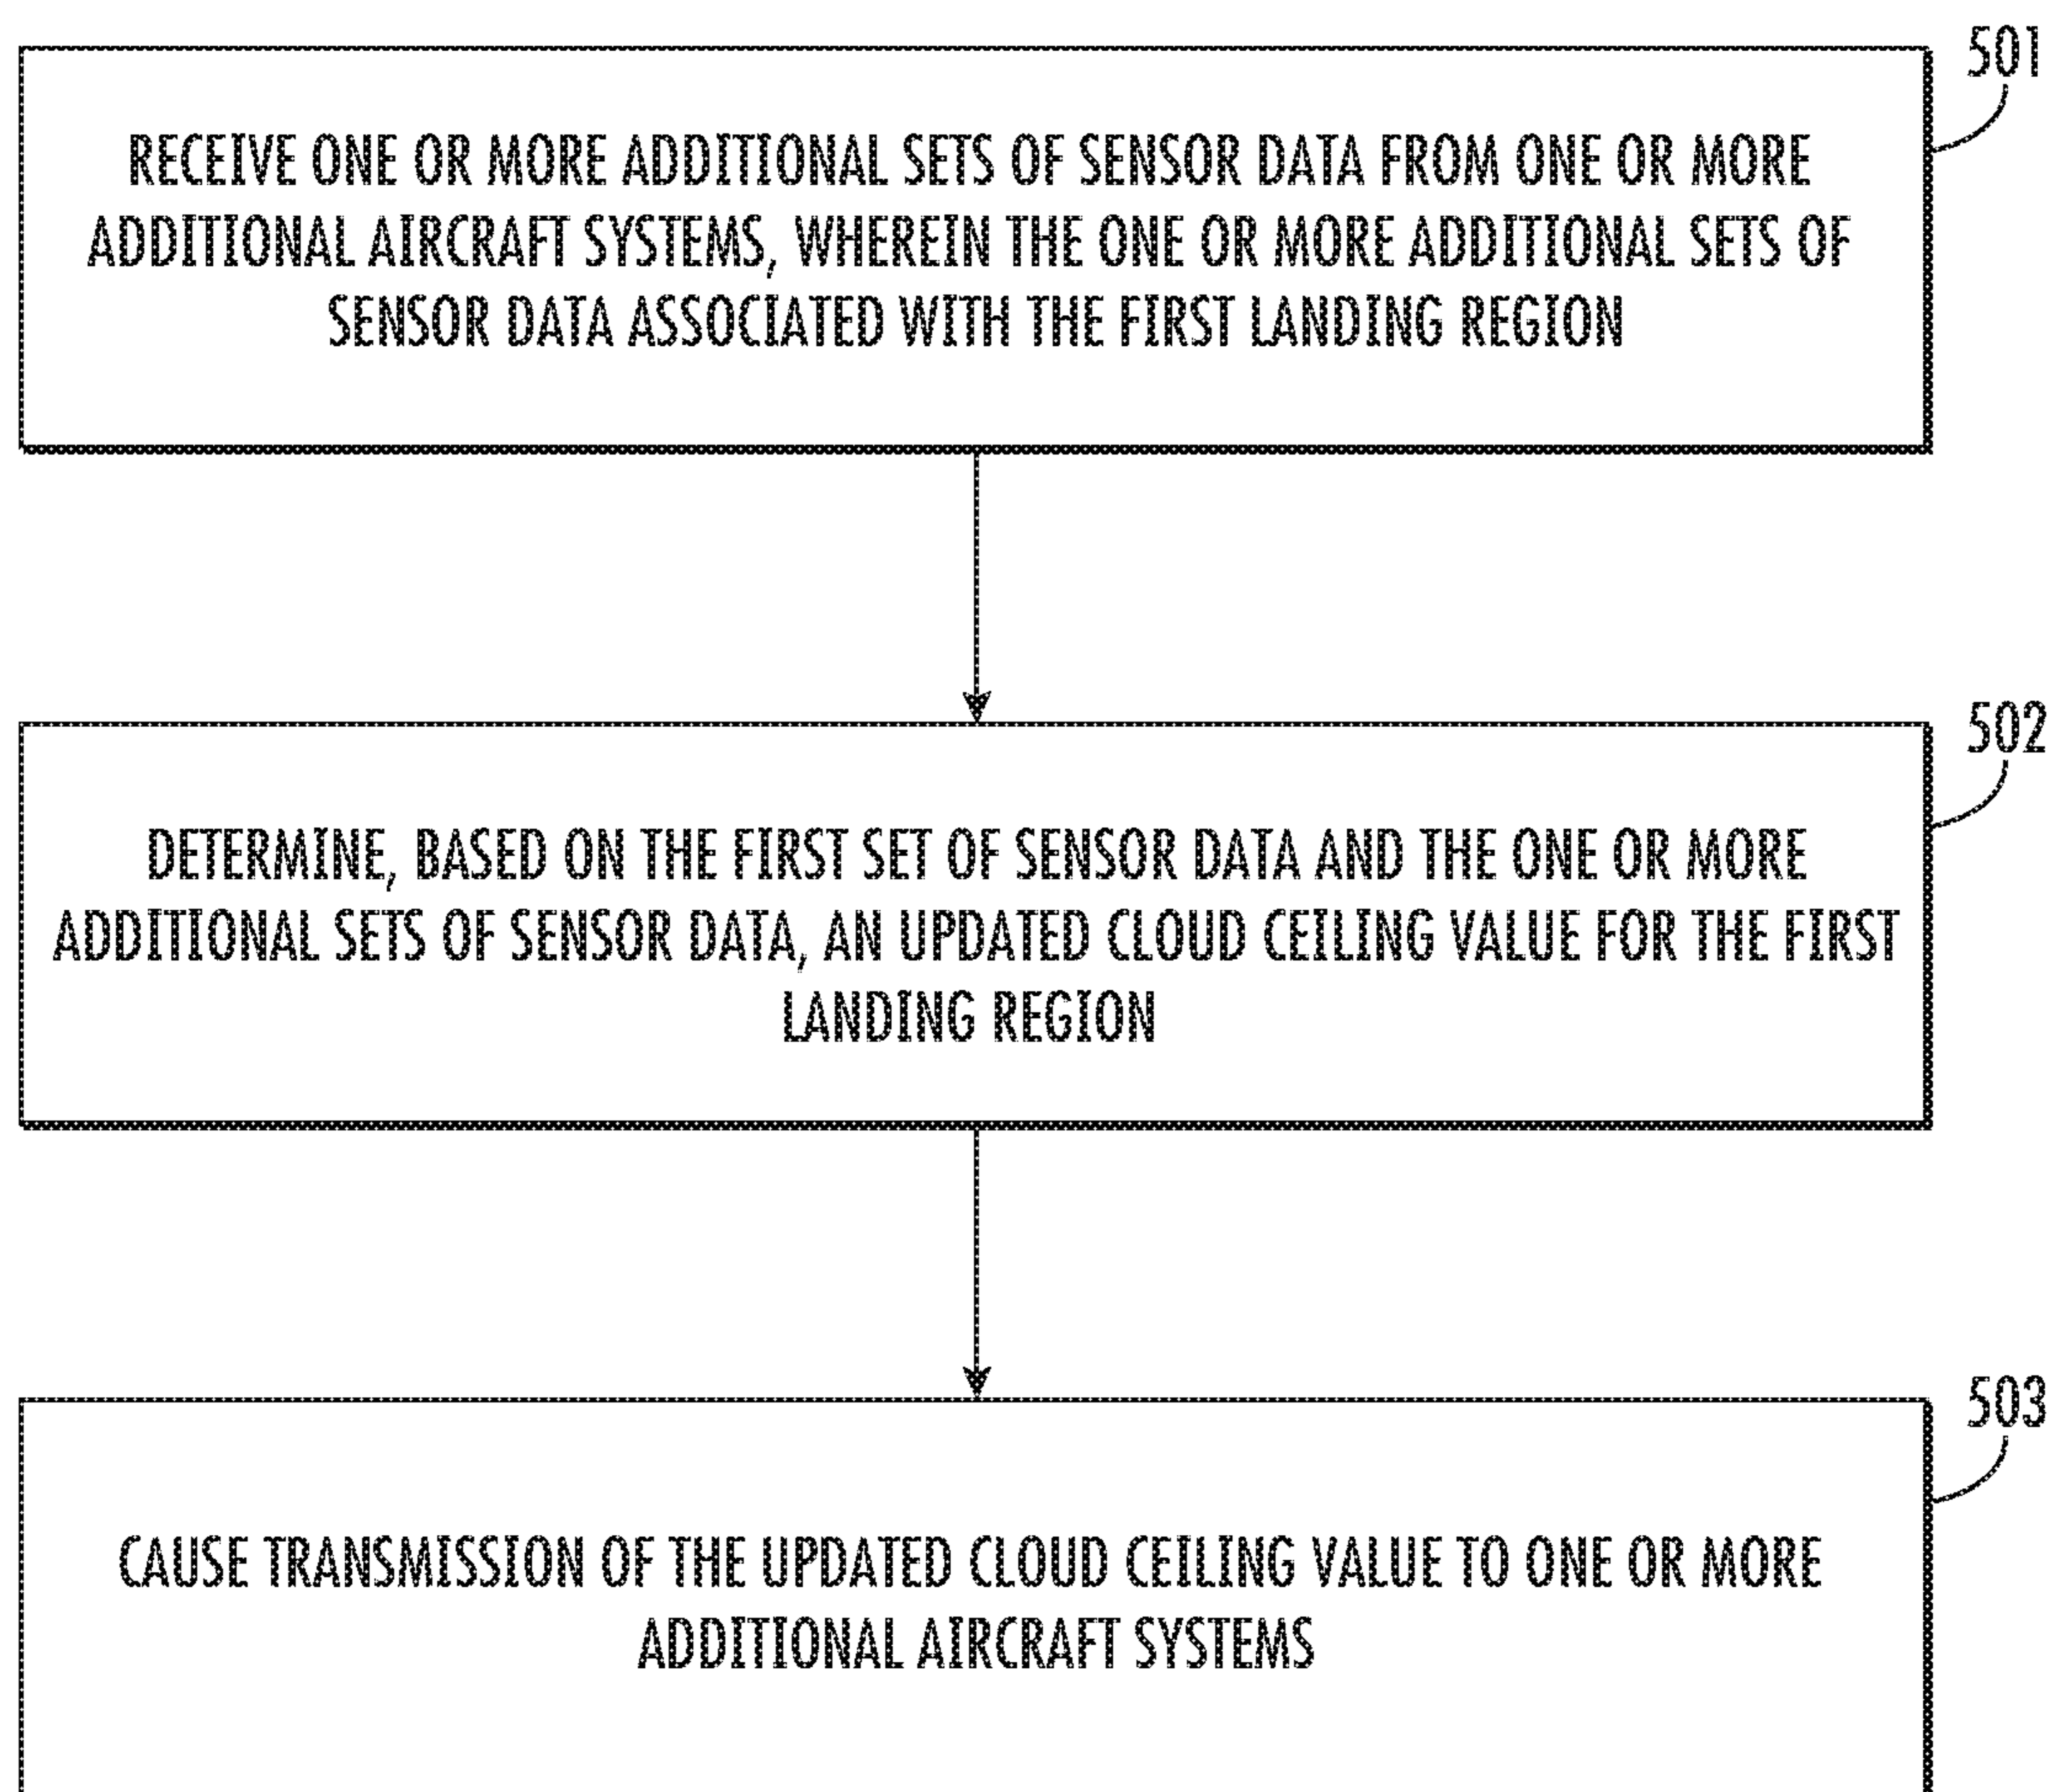 501
RECEIVE ONE OR MORE ADDITIONAL SETS OF SENSOR DATA FROM ONE OR MORE
ADDITIONAL AIRCRAFT SYSTEMS, WHEREIN THE ONE OR MORE ADDITIONAL SETS OF
SENSOR DATA ASSOCIATED WITH THE FIRST LANDING REGION
502
DETERMINE, BASED ON THE FIRST SET OF SENSOR DATA AND THE ONE OR MORE
ADDITIONAL SETS OF SENSOR DATA, AN UPDATED CLOUD CEILING VALUE FOR THE FIRST
LANDING REGION
503
CAUSE TRANSMISSION OF THE UPDATED CLOUD CEILING VALUE TO ONE OR MORE
ADDITIONAL AIRCRAFT SYSTEMS